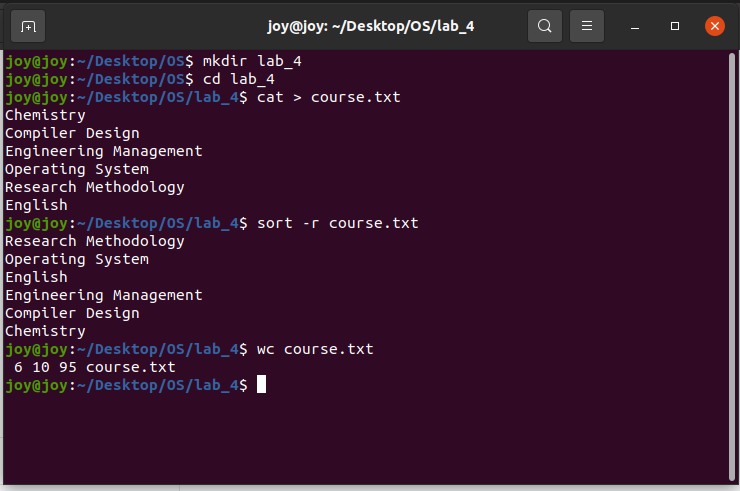 joy@joy: ~/Desktop/OS/lab_4
joy@joy:~/Desktop/OS$ mkdir lab_4
joy@joy:~/Desktop/OS$ cd lab_4
joy@joy:~/Desktop/OS/lab_4$ cat > course.txt
Chemistry
Compiler Design
Engineering Management
Operating System
Research Methodology
English
joy@joy:~/Desktop/OS/lab_4$ sort -r course.txt
Research Methodology
Operating System
English
Engineering Management
Compiler Design
Chemistry
joy@joy:~/Desktop/OS/lab_4$ wc course.txt
 6 10 95 course.txt
joy@joy:~/Desktop/OS/lab_4$